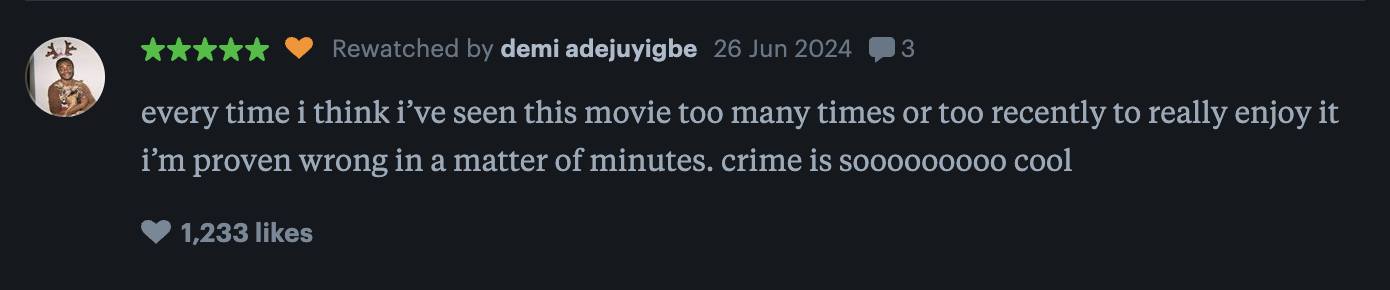 Rewatched by demi adejuyigbe 26 Jun 2024 3
every time i think i’ve seen this movie too many times or too recently to really enjoy it
i’m proven wrong in a matter of minutes. crime is sooooooooo cool
1,233 likes